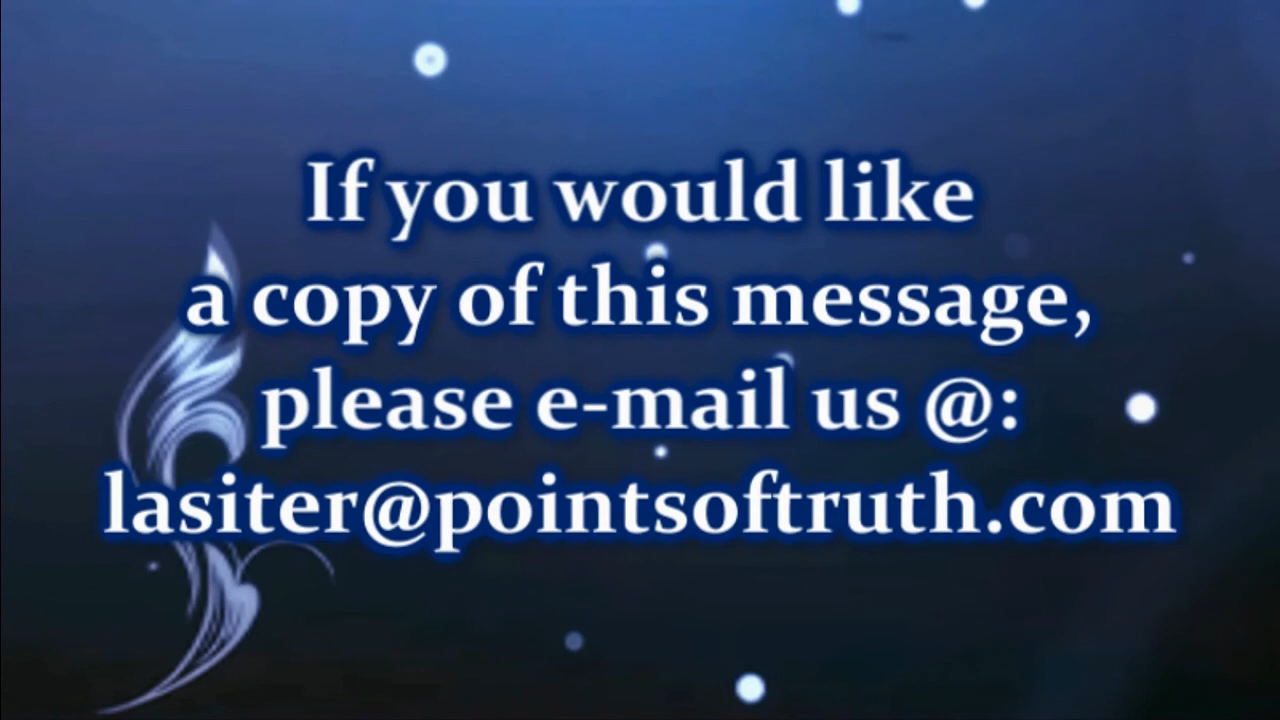 If you would like
a copy of this message,
please e-mail us @:
lasiter@pointsoftruth.com